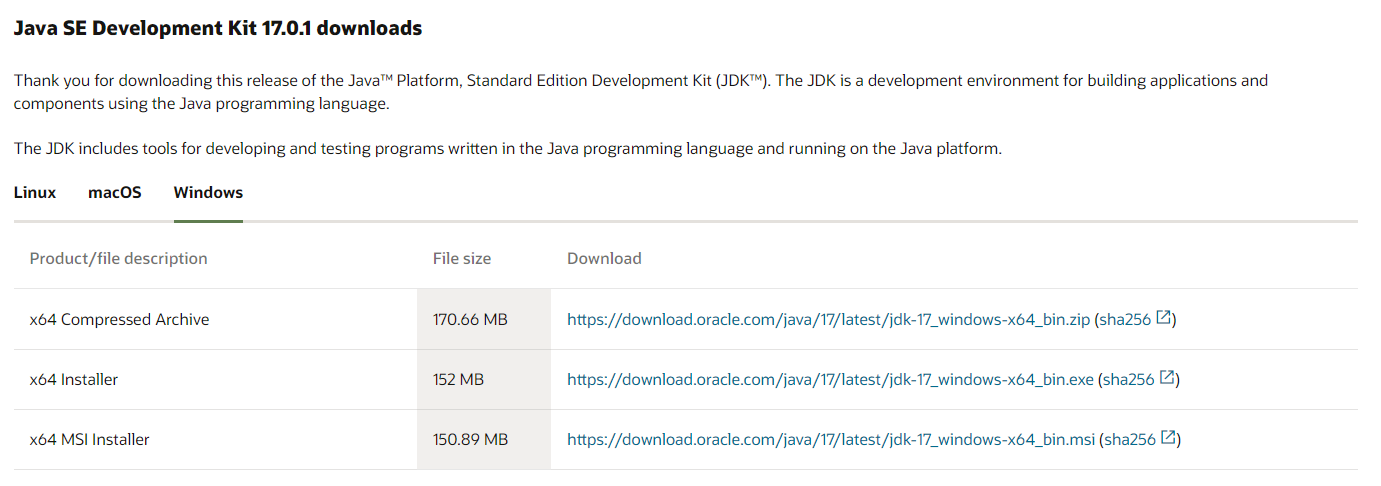 Java SE Development Kit 17.0.1 downloads
Thank you for downloading this release of the Java™ Platform, Standard Edition Development Kit (JDK™). The JDK is a development environment for building applications and
components using the Java programming language.
The JDK includes tools for developing and testing programs written in the Java programming language and running on the Java platform.
Linux macOS Windows
Product/file description File size Download
x64 Compressed Archive 170.66 MB https://download.oracle.com/java/17/latest/jdk-17_windows-x64_bin.zip (sha256)
x64 Installer 152 MB https://download.oracle.com/java/17/latest/jdk-17_windows-x64_bin.exe (sha256)
x64 MSI Installer 150.89 MB https://download.oracle.com/java/17/latest/jdk-17_windows-x64_bin.msi (sha256)